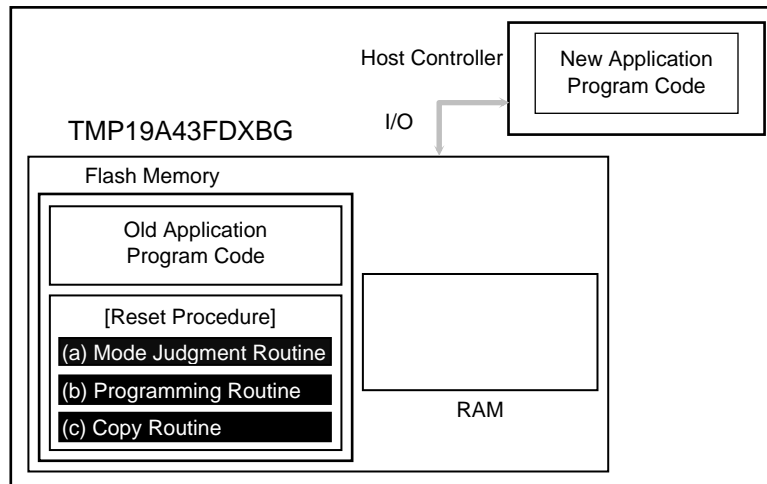 Host Controller
New Application
Program Code
I/O
TMP19A43FDXBG
Flash Memory
Old Application
Program Code
[Reset Procedure]
(a) Mode Judgment Routine
(b) Programming Routine
(c) Copy Routine
RAM